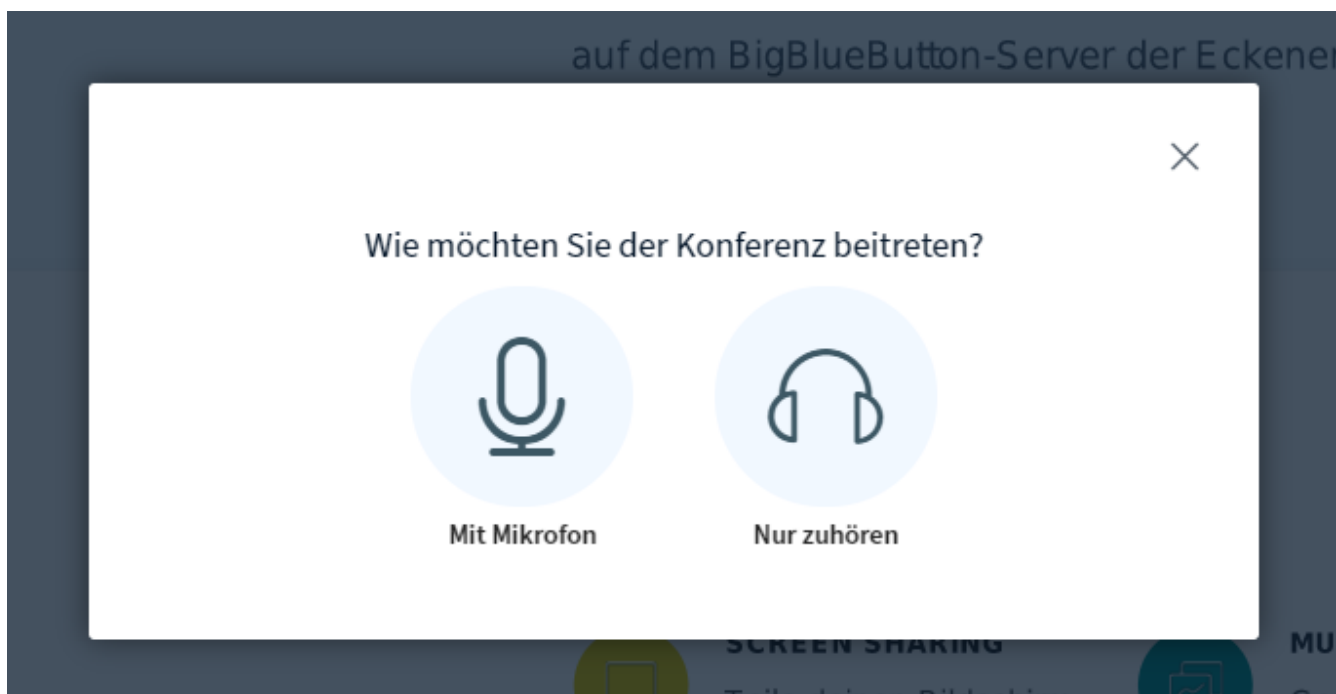 auf dem BigBlueButton-Server der Eckener
Wie möchten Sie der Konferenz beitreten?
Mit Mikrofon
Nur zuhören
SCREEN SHARING
MU